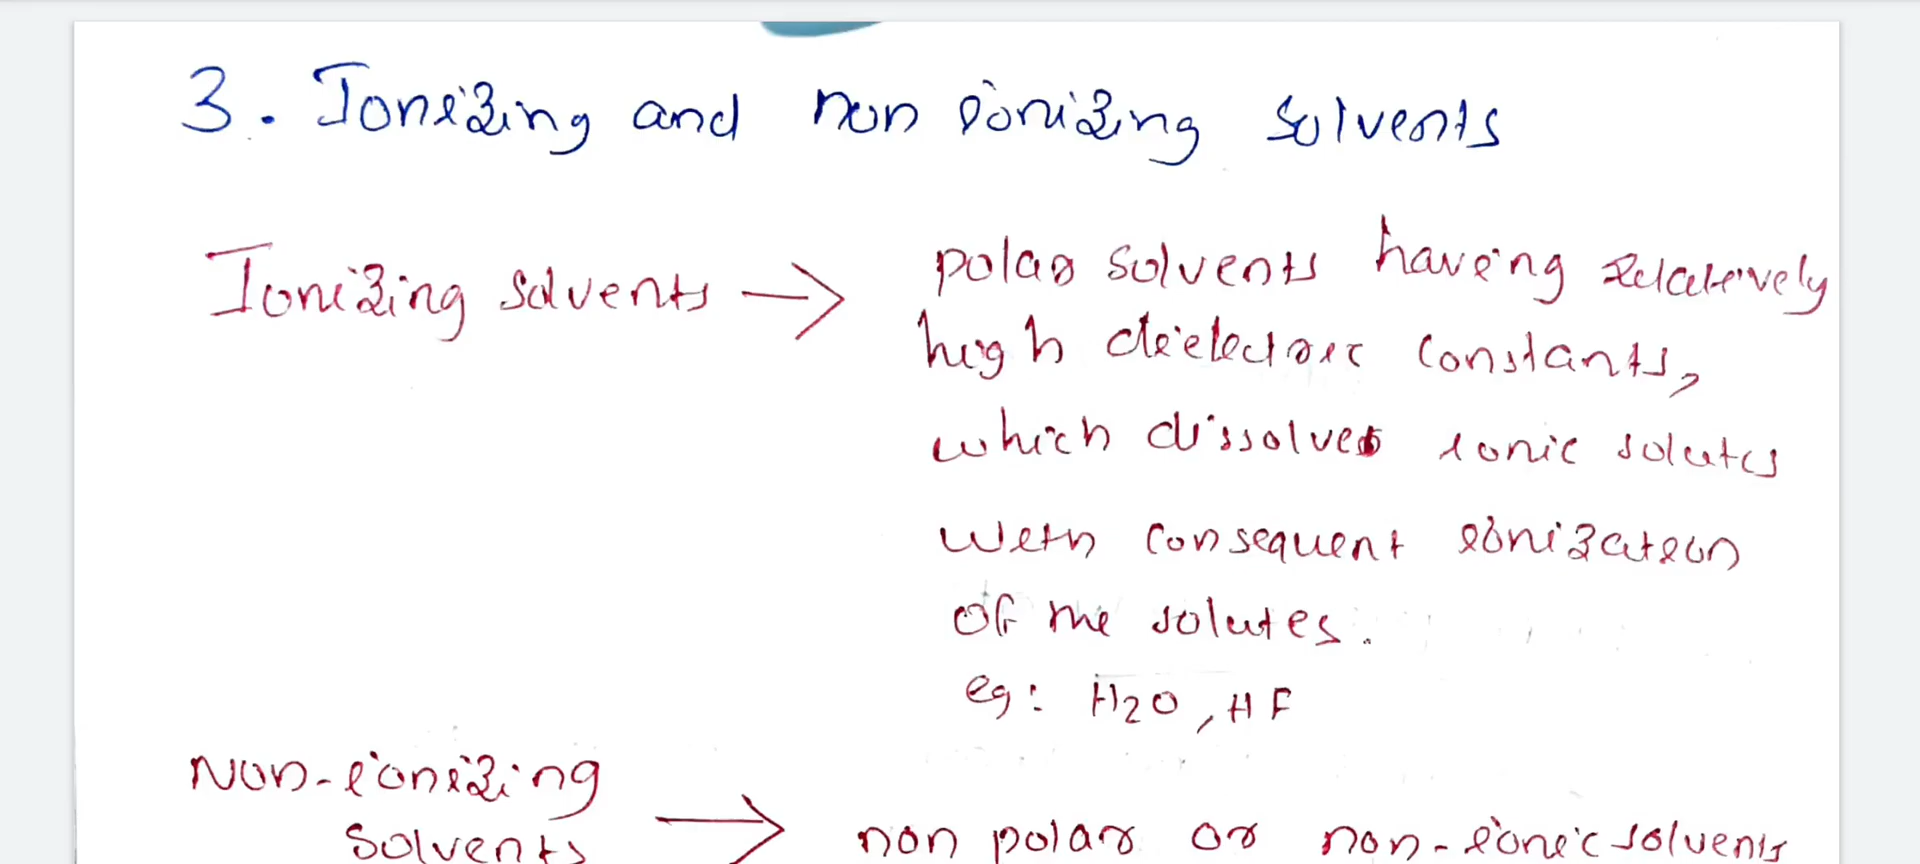 3. Ionizing and non ionizing solvents
Ionizing solvents → polar solvents having relatively
high dielectric constants,
which dissolves ionic solutes
with consequent ionization
of the solutes.
eg: H2O, HF
Non-ionizing
solvents → non polar or non-ionic solvents